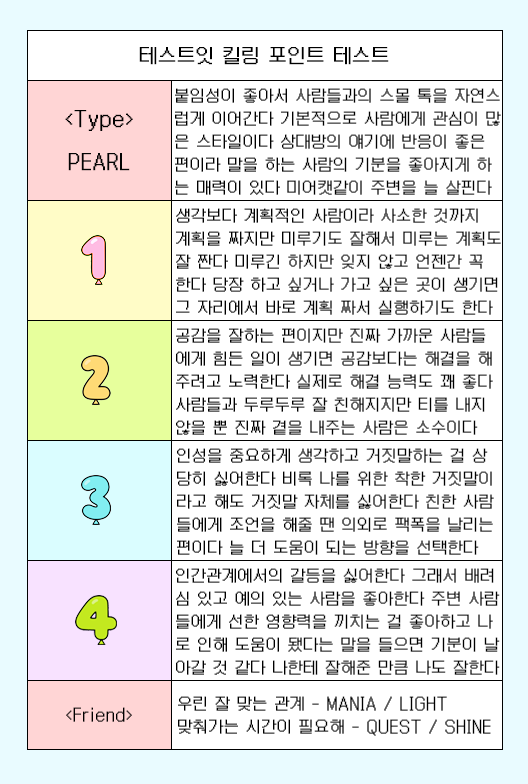 테스트잇 킬링 포인트 테스트
<Type>
PEARL
붙임성이 좋아서 사람들과의 스몰 톡을 자연스
럽게 이어간다 기본적으로 사람에게 관심이 많
은 스타일이다 상대방의 얘기에 반응이 좋은
편이라 말을 하는 사람의 기분을 좋아지게 하
는 매력이 있다 미어캣같이 주변을 늘 살핀다
1
생각보다 계획적인 사람이라 사소한 것까지
계획을 짜지만 미루기도 잘해서 미루는 계획도
잘 짠다 미루긴 하지만 잊지 않고 언젠간 꼭
한다 당장 하고 싶거나 가고 싶은 곳이 생기면
그 자리에서 바로 계획 짜서 실행하기도 한다
2
공감을 잘하는 편이지만 진짜 가까운 사람들
에게 힘든 일이 생기면 공감보다는 해결을 해
주려고 노력한다 실제로 해결 능력도 꽤 좋다
사람들과 두루두루 잘 친해지지만 티를 내지
않을 뿐 진짜 곁을 내주는 사람은 소수이다
3
인성을 중요하게 생각하고 거짓말하는 걸 상
당히 싫어한다 비록 나를 위한 착한 거짓말이
라고 해도 거짓말 자체를 싫어한다 친한 사람
들에게 조언을 해줄 땐 의외로 팩폭을 날리는
편이다 늘 더 도움이 되는 방향을 선택한다
4
인간관계에서의 갈등을 싫어한다 그래서 배려
심 있고 예의 있는 사람을 좋아한다 주변 사람
들에게 선한 영향력을 끼치는 걸 좋아하고 나
로 인해 도움이 됐다는 말을 들으면 기분이 날
아갈 것 같다 나한테 잘해준 만큼 나도 잘한다
<Friend>
우린 잘 맞는 관계 - MANIA / LIGHT
맞춰가는 시간이 필요해 - QUEST / SHINE